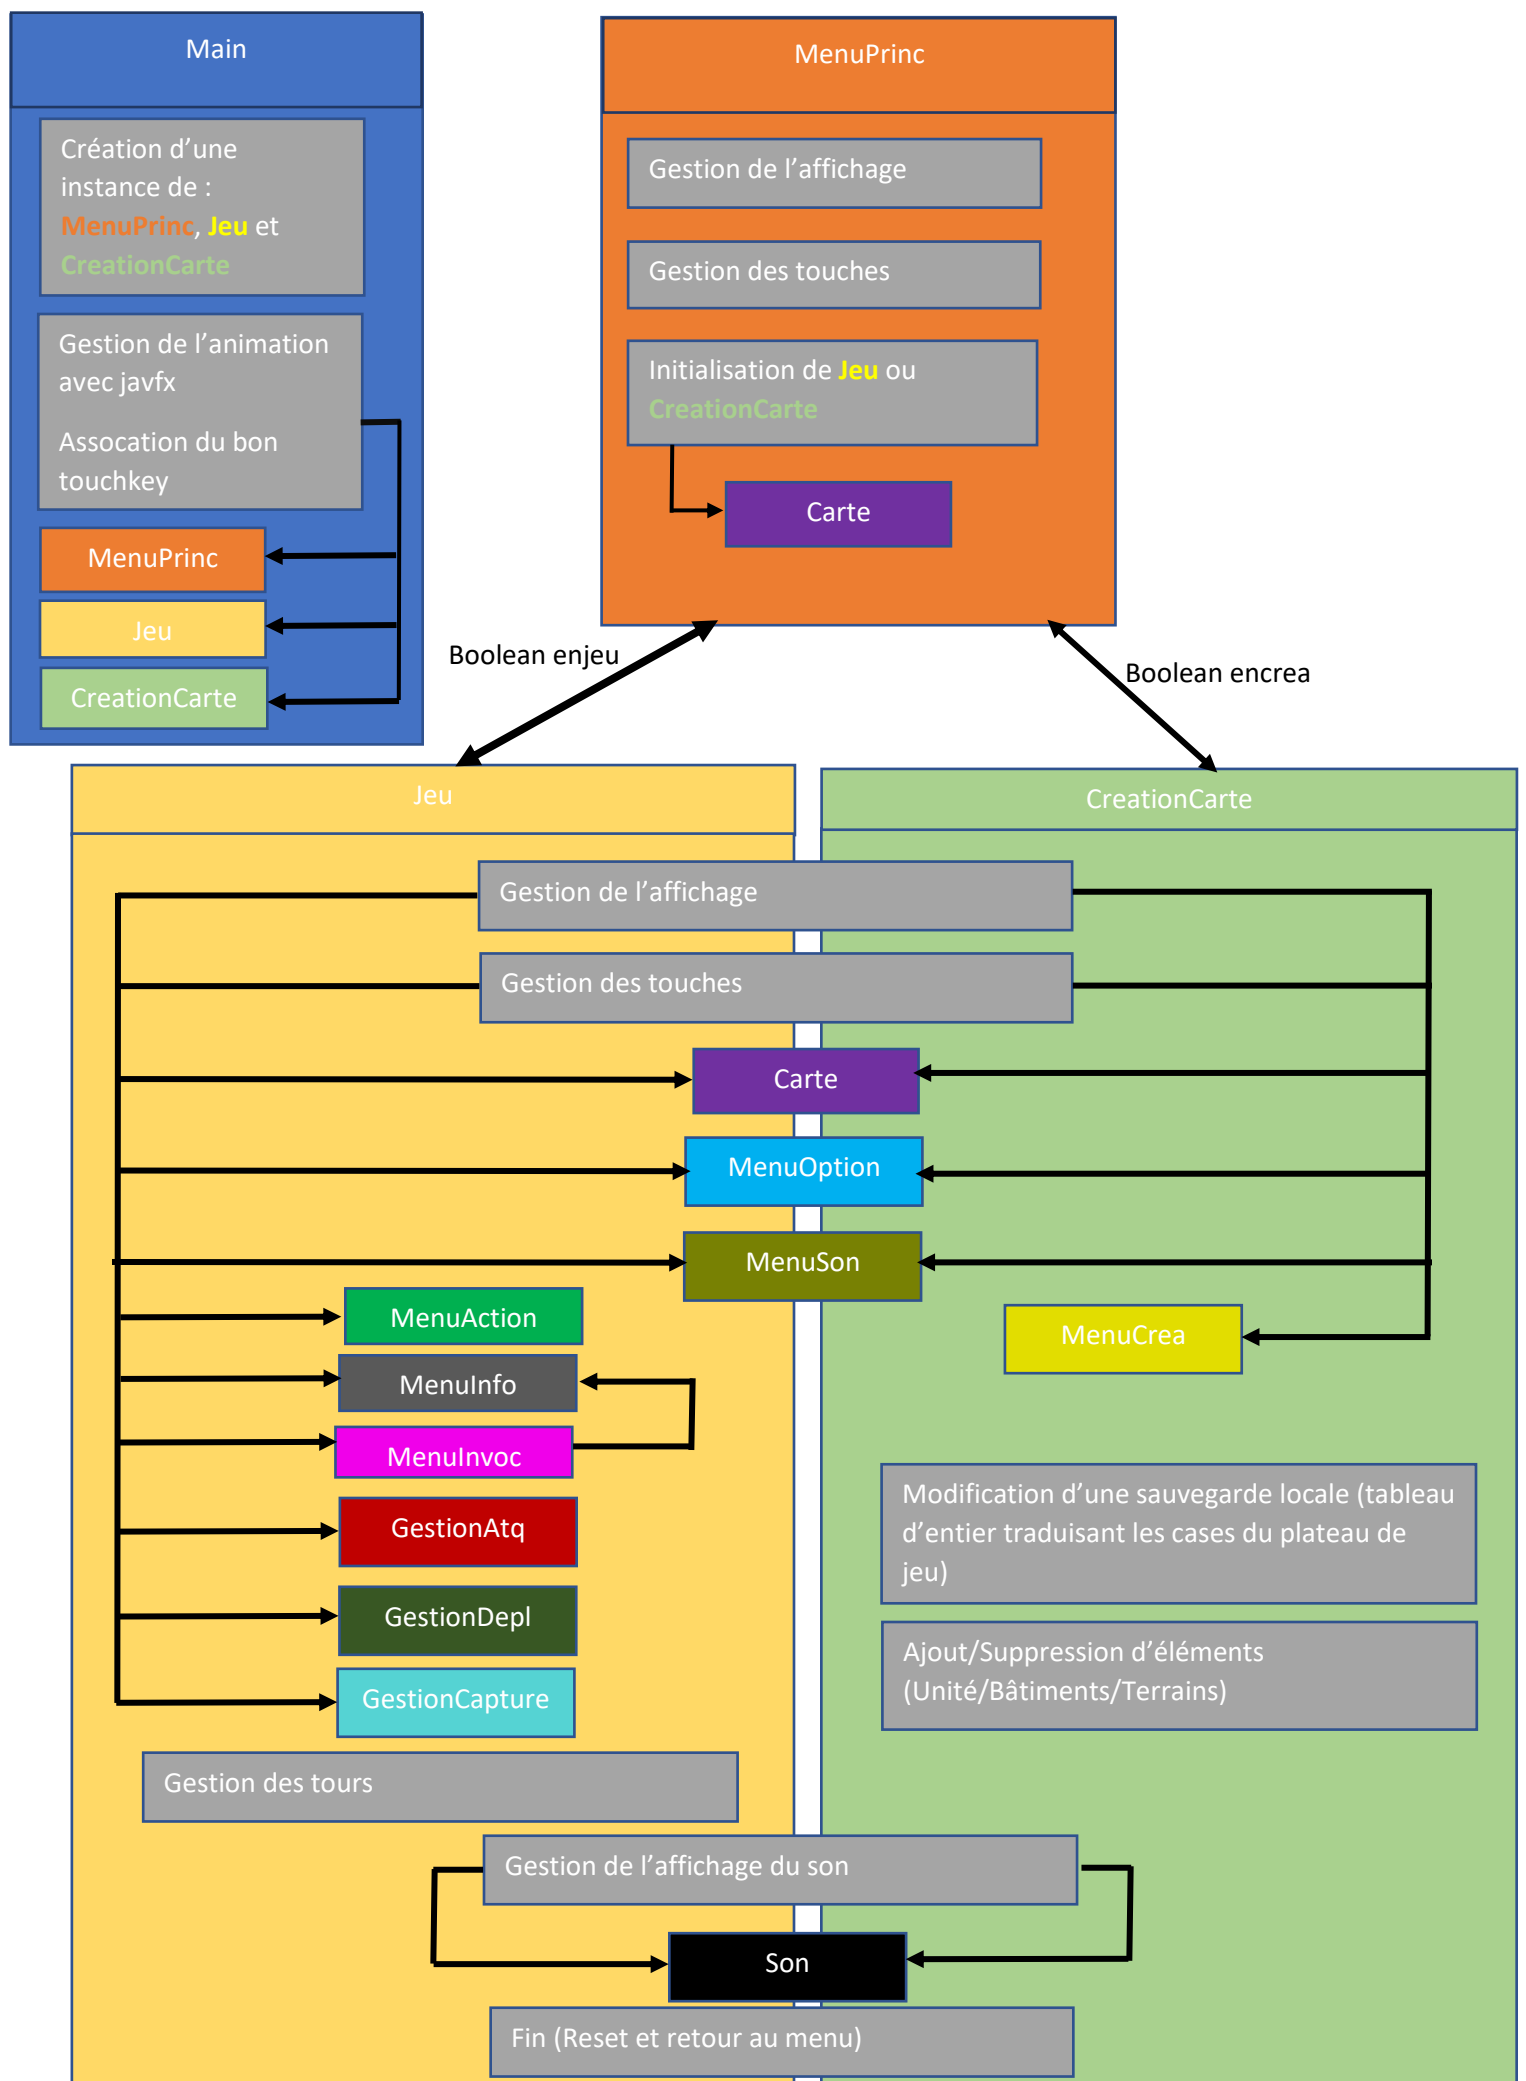 Main
Création d’une
instance de :
MenuPrinc, Jeu et
CreationCarte
Gestion de l’animation
avec javfx
Assocation du bon
touchkey
MenuPrinc
Jeu
CreationCarte
MenuPrinc
Gestion de l’affichage
Gestion des touches
Initialisation de Jeu ou
CreationCarte
Carte
Boolean enjeu
Boolean encrea
Jeu
CreationCarte
Gestion de l’affichage
Gestion des touches
Carte
MenuOption
MenuSon
MenuAction
MenuInfo
MenuInvoc
GestionAtq
GestionDepl
GestionCapture
MenuCrea
Modification d’une sauvegarde locale (tableau
d’entier traduisant les cases du plateau de
jeu)
Ajout/Suppression d’éléments
(Unité/Bâtiments/Terrains)
Gestion des tours
Gestion de l’affichage du son
Son
Fin (Reset et retour au menu)